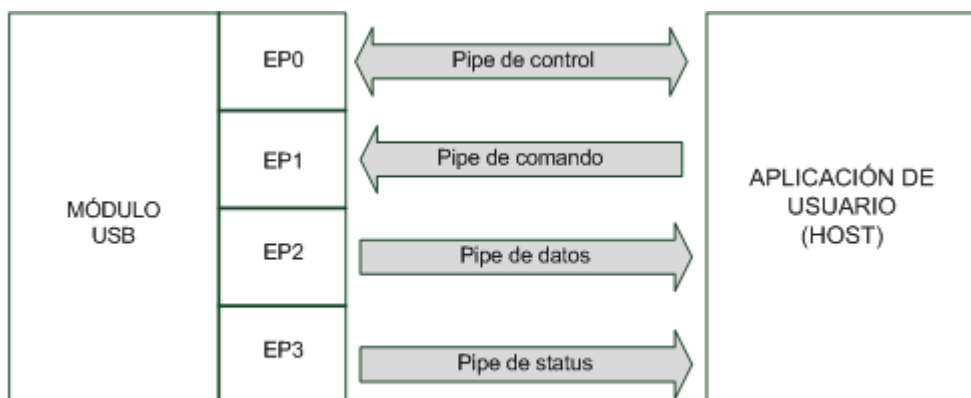 MÓDULO
USB
EP0
Pipe de control
EP1
Pipe de comando
EP2
Pipe de datos
EP3
Pipe de status
APLICACIÓN DE
USUARIO
(HOST)